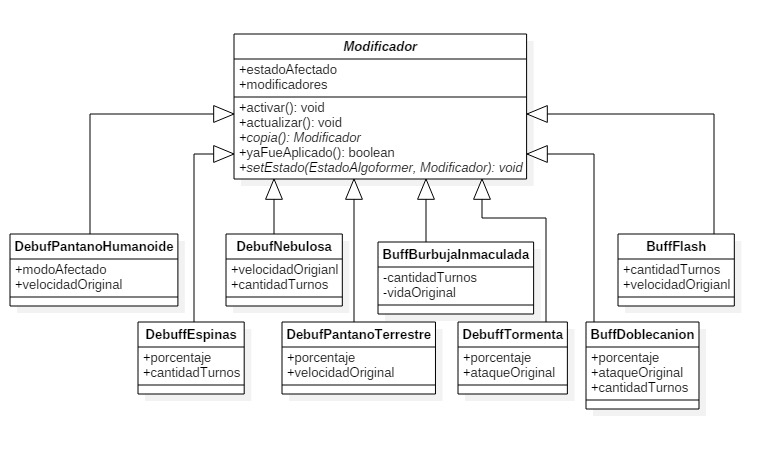 Modificador
+estadoAfectado
+modificadores
+activar(): void
+actualizar(): void
+copia(): Modificador
+yaFueAplicado(): boolean
+setEstado(EstadoAlgoformer, Modificador): void
DebufPantanoHumanoide
+modoAfectado
+velocidadOriginal
DebufNebulosa
+velocidadOrigianl
+cantidadTurnos
BuffBurbujaInmaculada
-cantidadTurnos
-vidaOriginal
BuffFlash
+cantidadTurnos
+velocidadOrigianl
DebuffEspinas
+porcentaje
+cantidadTurnos
DebufPantanoTerrestre
+porcentaje
+velocidadOriginal
DebuffTormenta
+porcentaje
+ataqueOriginal
BuffDoblecanion
+porcentaje
+ataqueOriginal
+cantidadTurnos